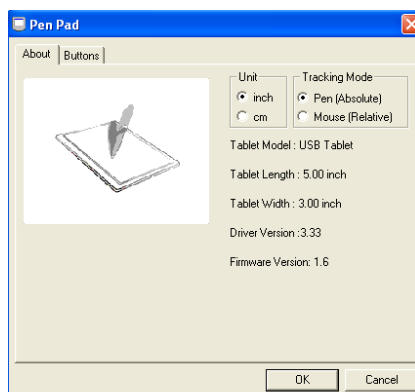 Pen Pad
About
Buttons
Unit
inch
cm
Tracking Mode
Pen (Absolute)
Mouse (Relative)
Tablet Model : USB Tablet
Tablet Length : 5.00 inch
Tablet Width : 3.00 inch
Driver Version :3.33
Firmware Version: 1.6
OK
Cancel